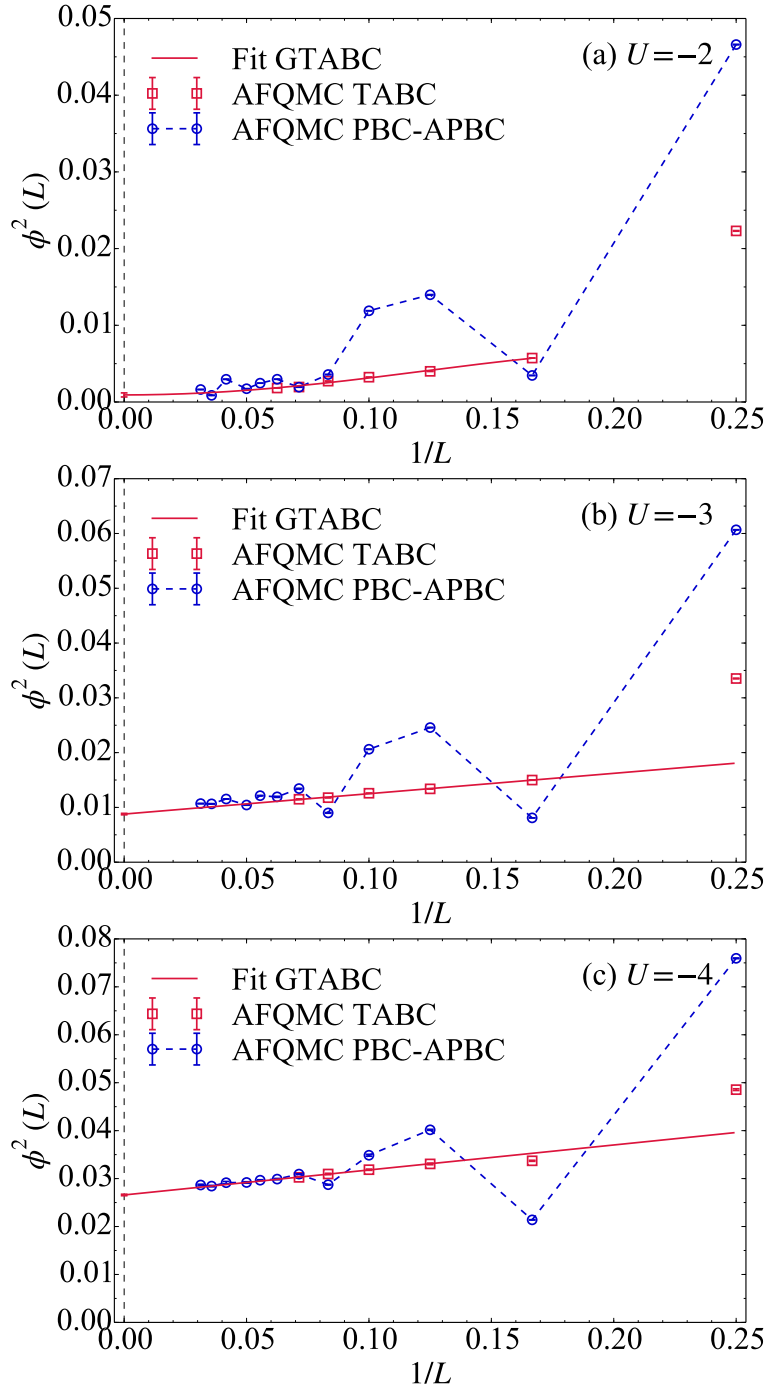 0.05
0.04
0.03
0.02
0.01
0.00
ϕ² (L)
(a) U=−2
Fit GTABC
AFQMC TABC
AFQMC PBC-APBC
0.00 0.05 0.10 0.15 0.20 0.25
1/L
0.07
0.06
0.05
0.04
0.03
0.02
0.01
0.00
ϕ² (L)
(b) U=−3
Fit GTABC
AFQMC TABC
AFQMC PBC-APBC
0.00 0.05 0.10 0.15 0.20 0.25
1/L
0.08
0.07
0.06
0.05
0.04
0.03
0.02
0.01
0.00
ϕ² (L)
(c) U=−4
Fit GTABC
AFQMC TABC
AFQMC PBC-APBC
0.00 0.05 0.10 0.15 0.20 0.25
1/L